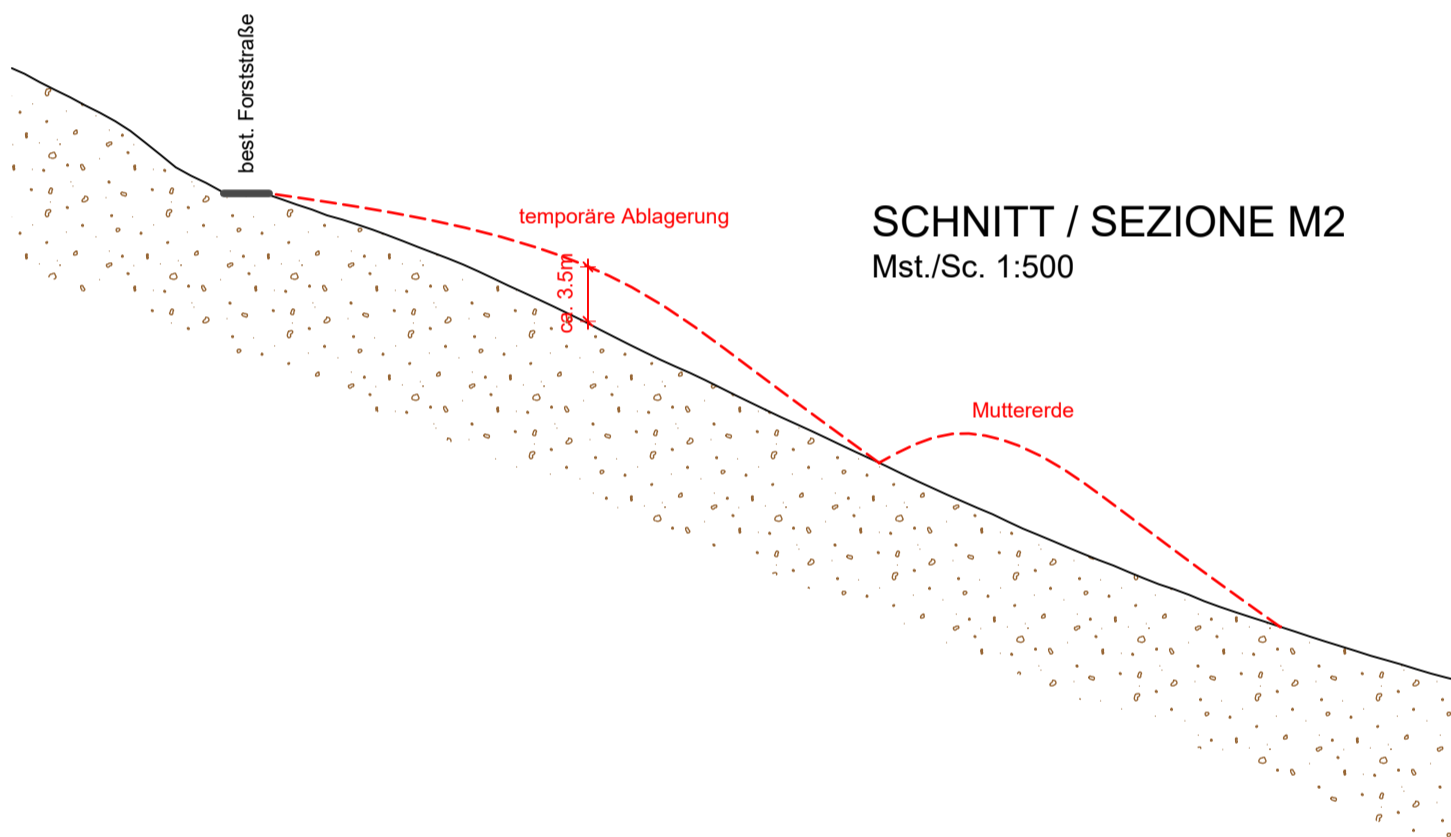 best. Forststraße
temporäre Ablagerung
SCHNITT / SEZIONE M2
Mst./Sc. 1:500
ca. 3.5m
Muttererde